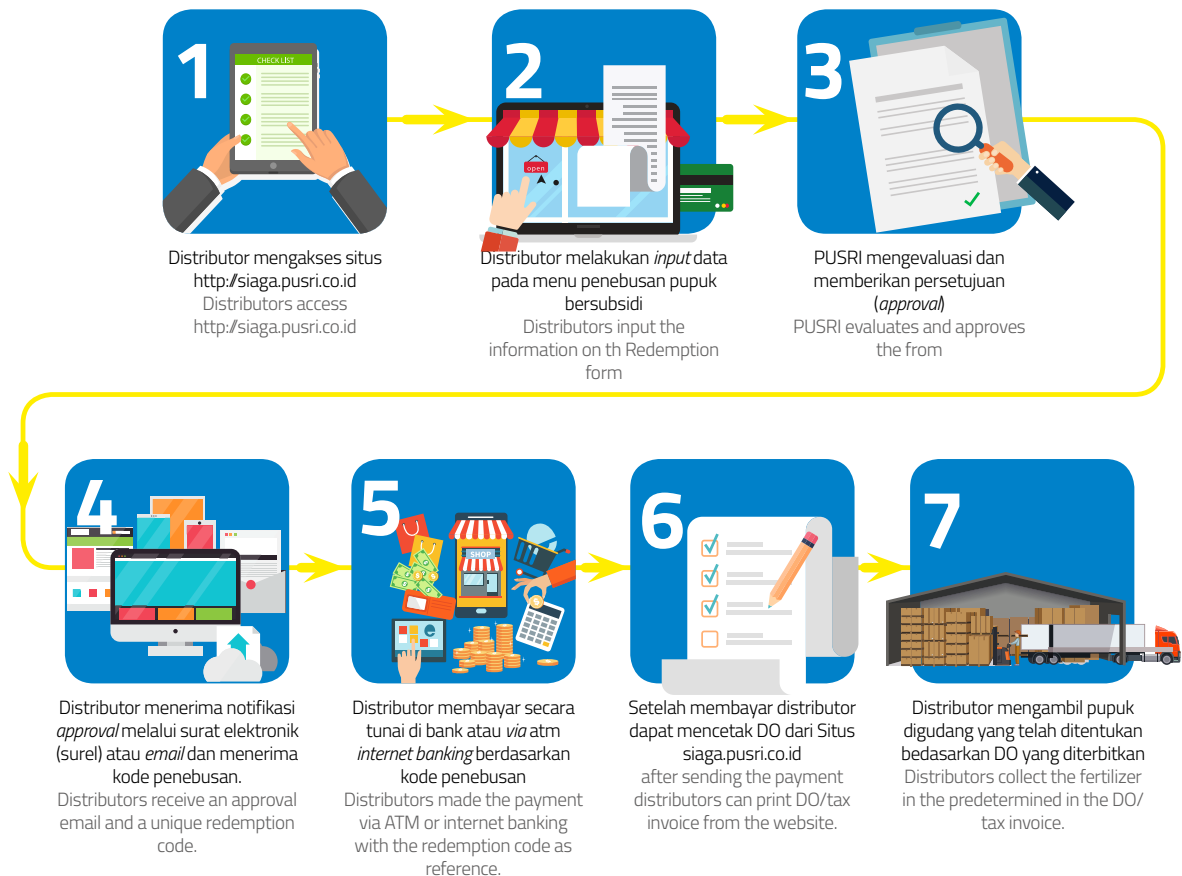 1
CHECK LIST
Distributor mengakses situs
http://siaga.pusri.co.id
Distributors access
http://siaga.pusri.co.id
2
open
Distributor melakukan input data
pada menu penebusan pupuk
bersubsidi
Distributors input the
information on th Redemption
form
3
PUSRI mengevaluasi dan
memberikan persetujuan
(approval)
PUSRI evaluates and approves
the from
4
Distributor menerima notifikasi
approval melalui surat elektronik
(surel) atau email dan menerima
kode penebusan.
Distributors receive an approval
email and a unique redemption
code.
5
SHOP
Distributor membayar secara
tunai di bank atau via atm
internet banking berdasarkan
kode penebusan
Distributors made the payment
via ATM or internet banking
with the redemption code as
reference.
6
Setelah membayar distributor
dapat mencetak DO dari Situs
siaga.pusri.co.id
after sending the payment
distributors can print DO/tax
invoice from the website.
7
Distributor mengambil pupuk
digudang yang telah ditentukan
bedasarkan DO yang diterbitkan
Distributors collect the fertilizer
in the predetermined in the DO/
tax invoice.